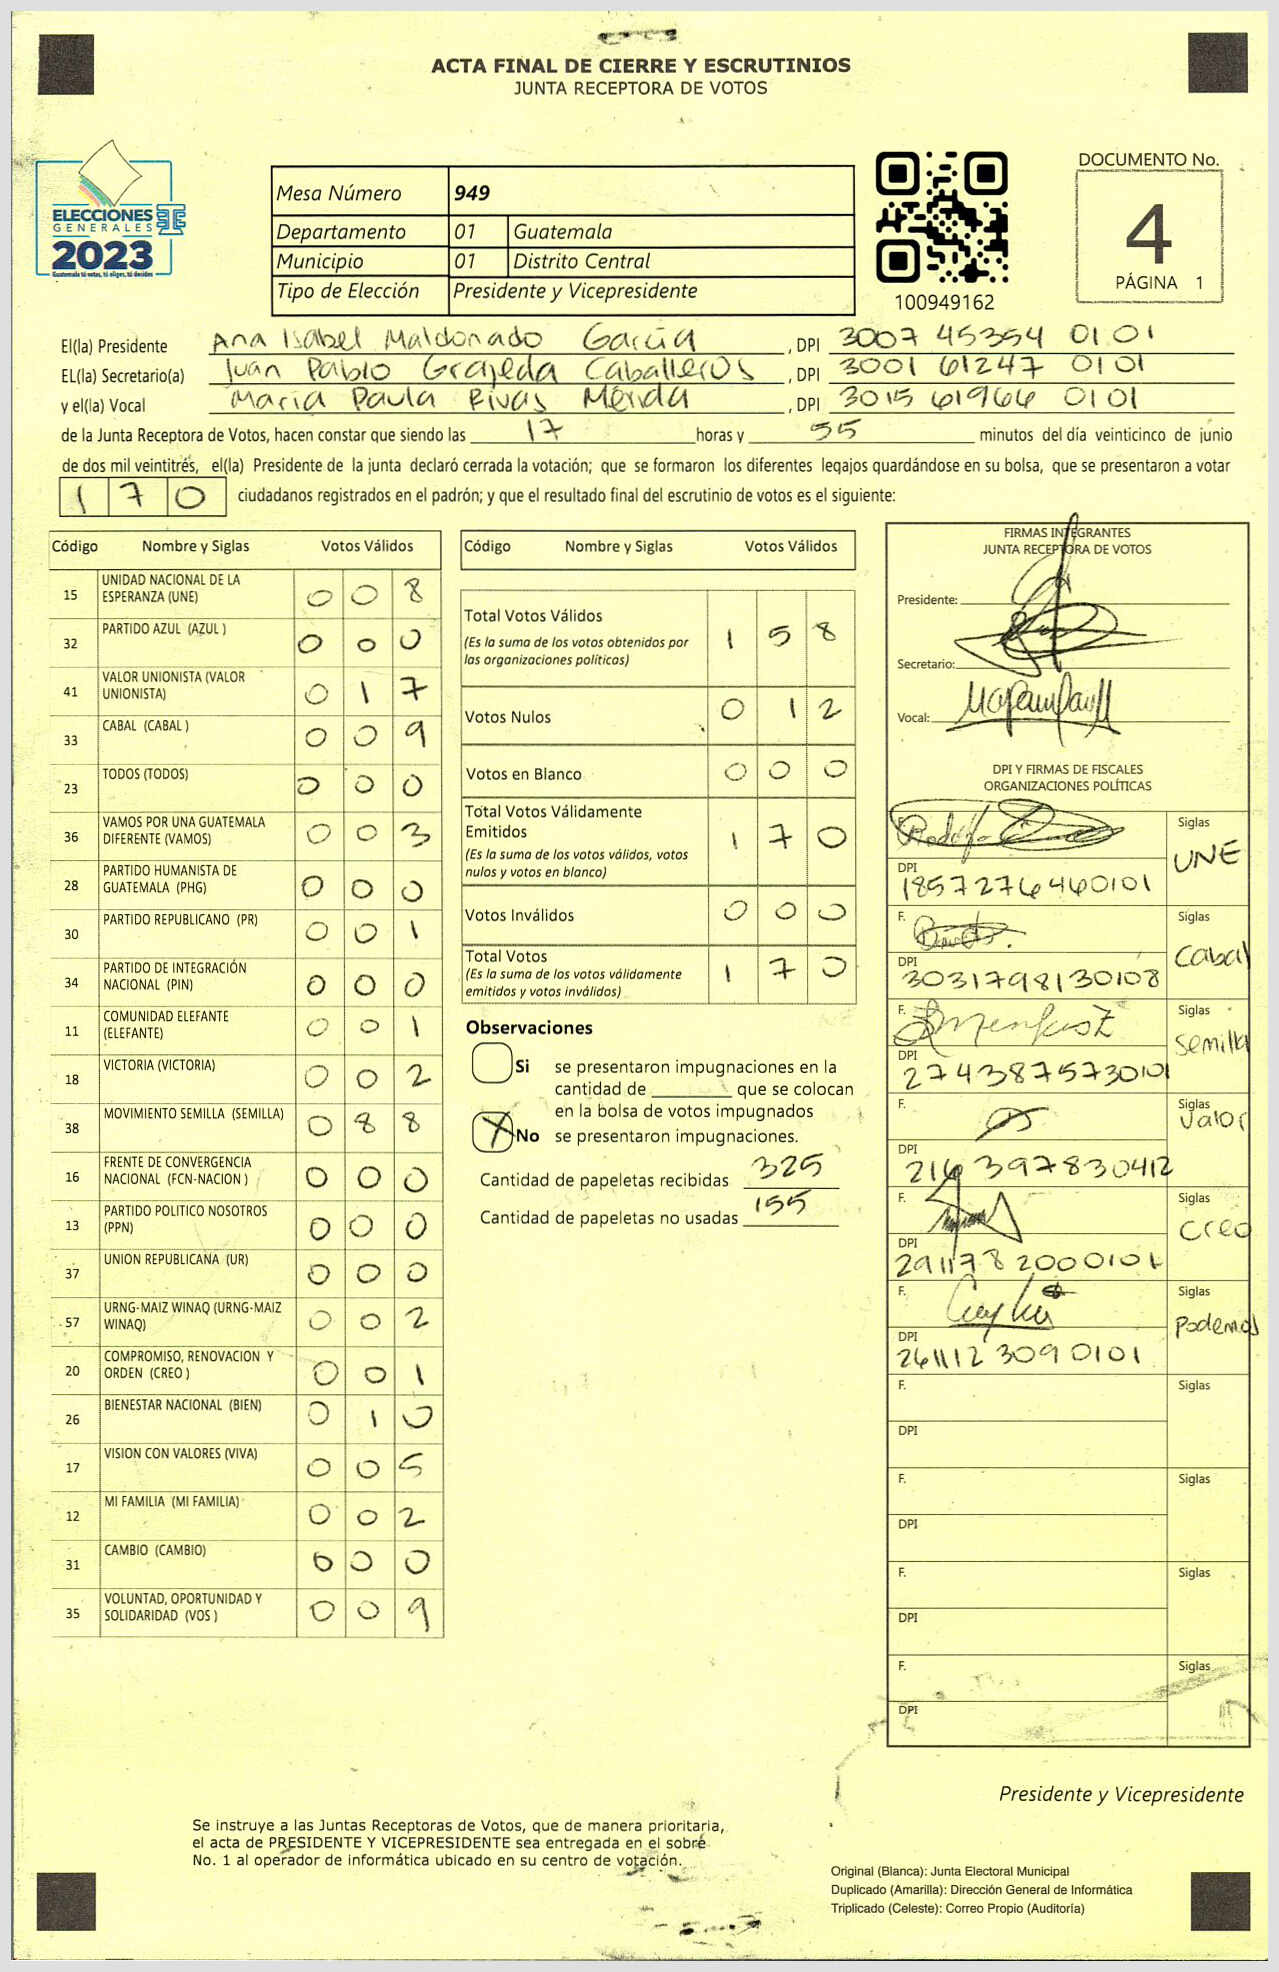 ACTA FINAL DE CIERRE Y ESCRUTINIOS
JUNTA RECEPTORA DE VOTOS
ELECCIONES
GENERALES
2023
Guatemala tú votas, tú eliges, tú decides
Mesa Número 949
Departamento 01 Guatemala
Municipio 01 Distrito Central
Tipo de Elección Presidente y Vicepresidente
100949162
DOCUMENTO No.
4
PÁGINA 1
El(la) Presidente Ana Isabel Maldonado García, DPI 3007 45354 0101
EL(la) Secretario(a) Juan Pablo Grajeda Caballeros, DPI 3001 61247 0101
y el(la) Vocal María Paula Rivas Mérida, DPI 3015 61966 0101
de la Junta Receptora de Votos, hacen constar que siendo las 17 horas y 55 minutos del día veinticinco de junio
de dos mil veintitrés, el(la) Presidente de la junta declaró cerrada la votación; que se formaron los diferentes legajos quardándose en su bolsa, que se presentaron a votar
170 ciudadanos registrados en el padrón; y que el resultado final del escrutinio de votos es el siguiente:
Código Nombre y Siglas Votos Válidos
15 UNIDAD NACIONAL DE LA ESPERANZA (UNE) 0 0 8
32 PARTIDO AZUL (AZUL ) 0 0 0
41 VALOR UNIONISTA (VALOR UNIONISTA) 0 1 7
33 CABAL (CABAL ) 0 0 9
23 TODOS (TODOS) 0 0 0
36 VAMOS POR UNA GUATEMALA DIFERENTE (VAMOS) 0 0 3
28 PARTIDO HUMANISTA DE GUATEMALA (PHG) 0 0 0
30 PARTIDO REPUBLICANO (PR) 0 0 1
34 PARTIDO DE INTEGRACIÓN NACIONAL (PIN) 0 0 0
11 COMUNIDAD ELEFANTE (ELEFANTE) 0 0 1
18 VICTORIA (VICTORIA) 0 0 2
38 MOVIMIENTO SEMILLA (SEMILLA) 0 8 8
16 FRENTE DE CONVERGENCIA NACIONAL (FCN-NACION ) 0 0 0
13 PARTIDO POLITICO NOSOTROS (PPN) 0 0 0
37 UNION REPUBLICANA (UR) 0 0 0
57 URNG-MAIZ WINAQ (URNG-MAIZ WINAQ) 0 0 2
20 COMPROMISO, RENOVACION Y ORDEN (CREO ) 0 0 1
26 BIENESTAR NACIONAL (BIEN) 0 1 0
17 VISION CON VALORES (VIVA) 0 0 5
12 MI FAMILIA (MI FAMILIA) 0 0 2
31 CAMBIO (CAMBIO) 0 0 0
35 VOLUNTAD, OPORTUNIDAD Y SOLIDARIDAD (VOS ) 0 0 9
Código Nombre y Siglas Votos Válidos
Total Votos Válidos 1 5 8
(Es la suma de los votos obtenidos por
las organizaciones políticas)
Votos Nulos 0 1 2
Votos en Blanco 0 0 0
Total Votos Válidamente
Emitidos 1 7 0
(Es la suma de los votos válidos, votos
nulos y votos en blanco)
Votos Inválidos 0 0 0
Total Votos 1 7 0
(Es la suma de los votos válidamente
emitidos y votos inválidos)
Observaciones
Si se presentaron impugnaciones en la
cantidad de ________ que se colocan
en la bolsa de votos impugnados
X No se presentaron impugnaciones.
Cantidad de papeletas recibidas 325
Cantidad de papeletas no usadas 155
FIRMAS INTEGRANTES
JUNTA RECEPTORA DE VOTOS
Presidente:
Secretario:
Vocal:
DPI Y FIRMAS DE FISCALES
ORGANIZACIONES POLÍTICAS
Siglas UNE
DPI 1857276460101
F. Siglas Cabal
DPI 3031798130108
F. Siglas Semilla
DPI 2743875730101
F. Siglas Valor
DPI 216 397830412
F. Siglas Creo
DPI 291178 2000101
F. Siglas Podemos
DPI 261112 3090101
F. Siglas
DPI
F. Siglas
DPI
F. Siglas
DPI
F. Siglas
DPI
Presidente y Vicepresidente
Se instruye a las Juntas Receptoras de Votos, que de manera prioritaria,
el acta de PRESIDENTE Y VICEPRESIDENTE sea entregada en el sobre
No. 1 al operador de informática ubicado en su centro de votación.
Original (Blanca): Junta Electoral Municipal
Duplicado (Amarilla): Dirección General de Informática
Triplicado (Celeste): Correo Propio (Auditoría)